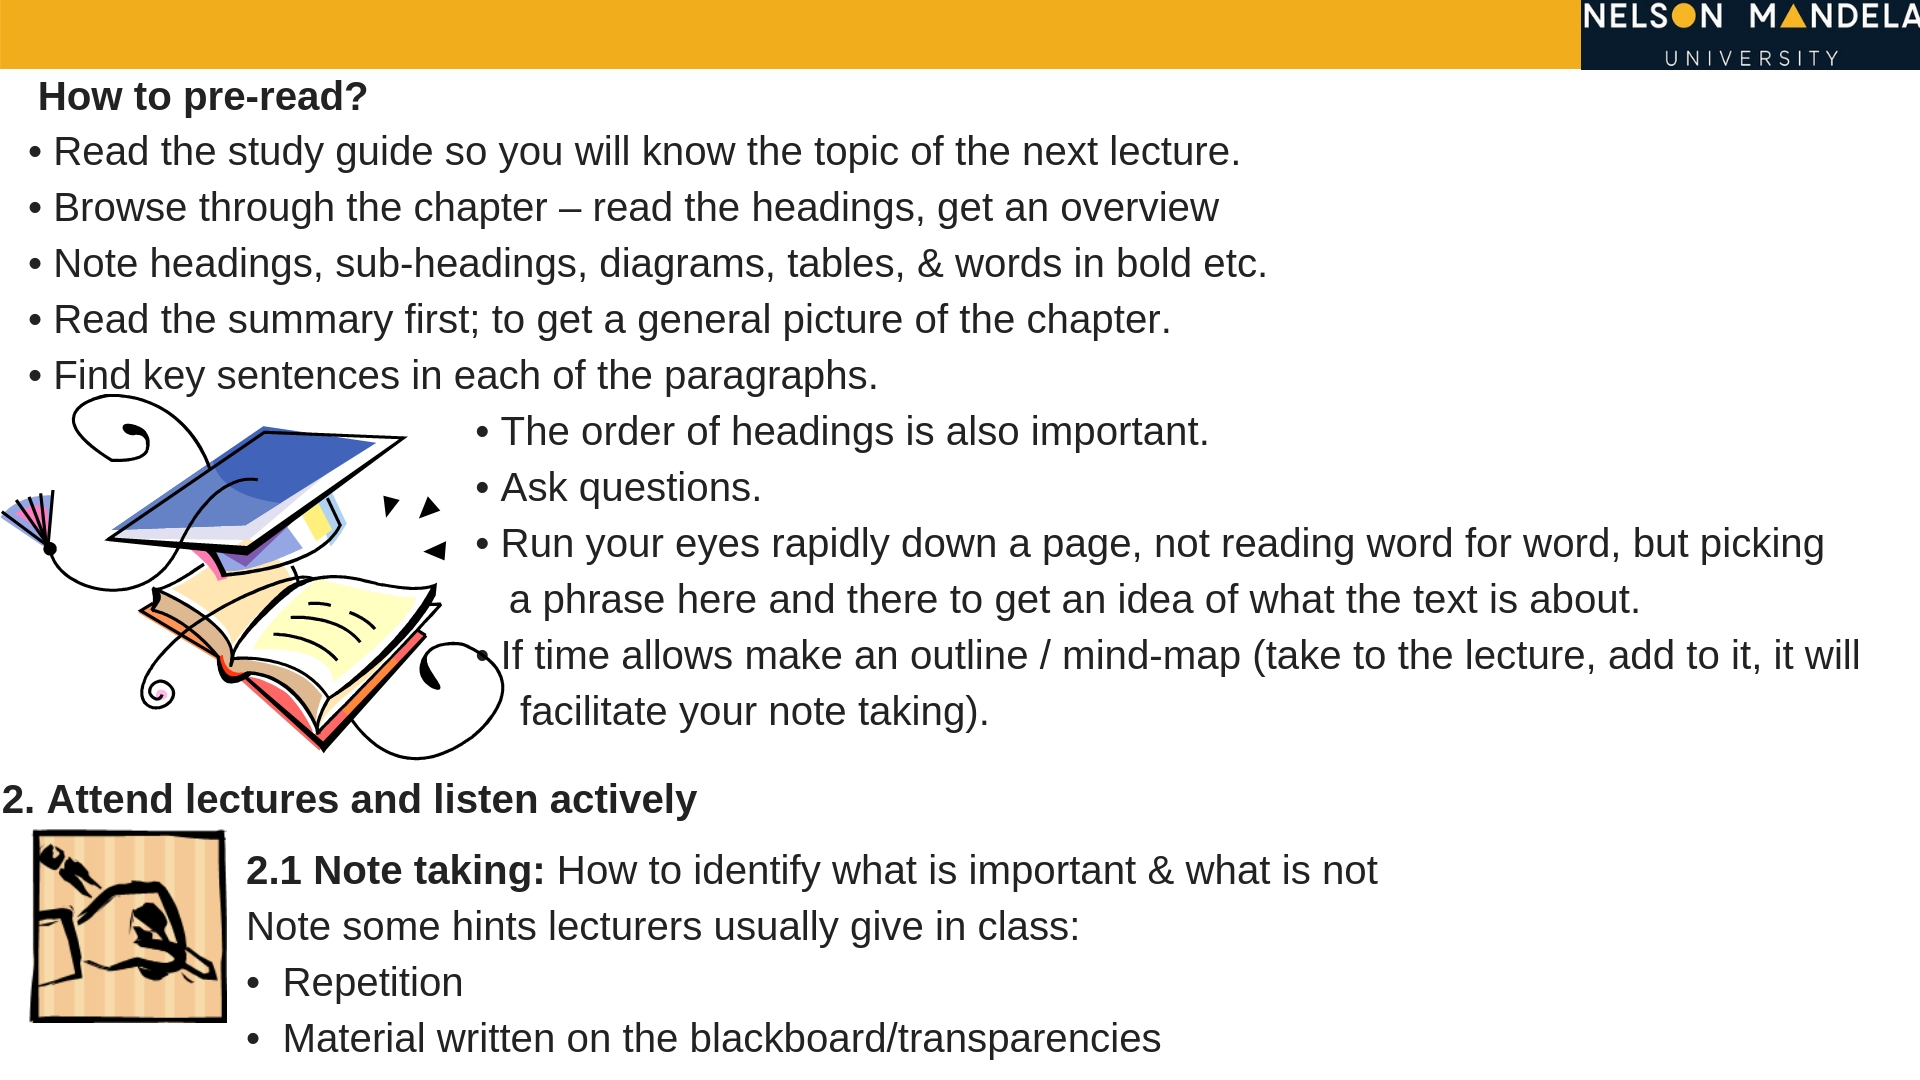 NELSON MANDELA
UNIVERSITY
How to pre-read?
• Read the study guide so you will know the topic of the next lecture.
• Browse through the chapter – read the headings, get an overview
• Note headings, sub-headings, diagrams, tables, & words in bold etc.
• Read the summary first; to get a general picture of the chapter.
• Find key sentences in each of the paragraphs.
• The order of headings is also important.
• Ask questions.
• Run your eyes rapidly down a page, not reading word for word, but picking
a phrase here and there to get an idea of what the text is about.
• If time allows make an outline / mind-map (take to the lecture, add to it, it will
facilitate your note taking).
2. Attend lectures and listen actively
2.1 Note taking: How to identify what is important & what is not
Note some hints lecturers usually give in class:
• Repetition
• Material written on the blackboard/transparencies